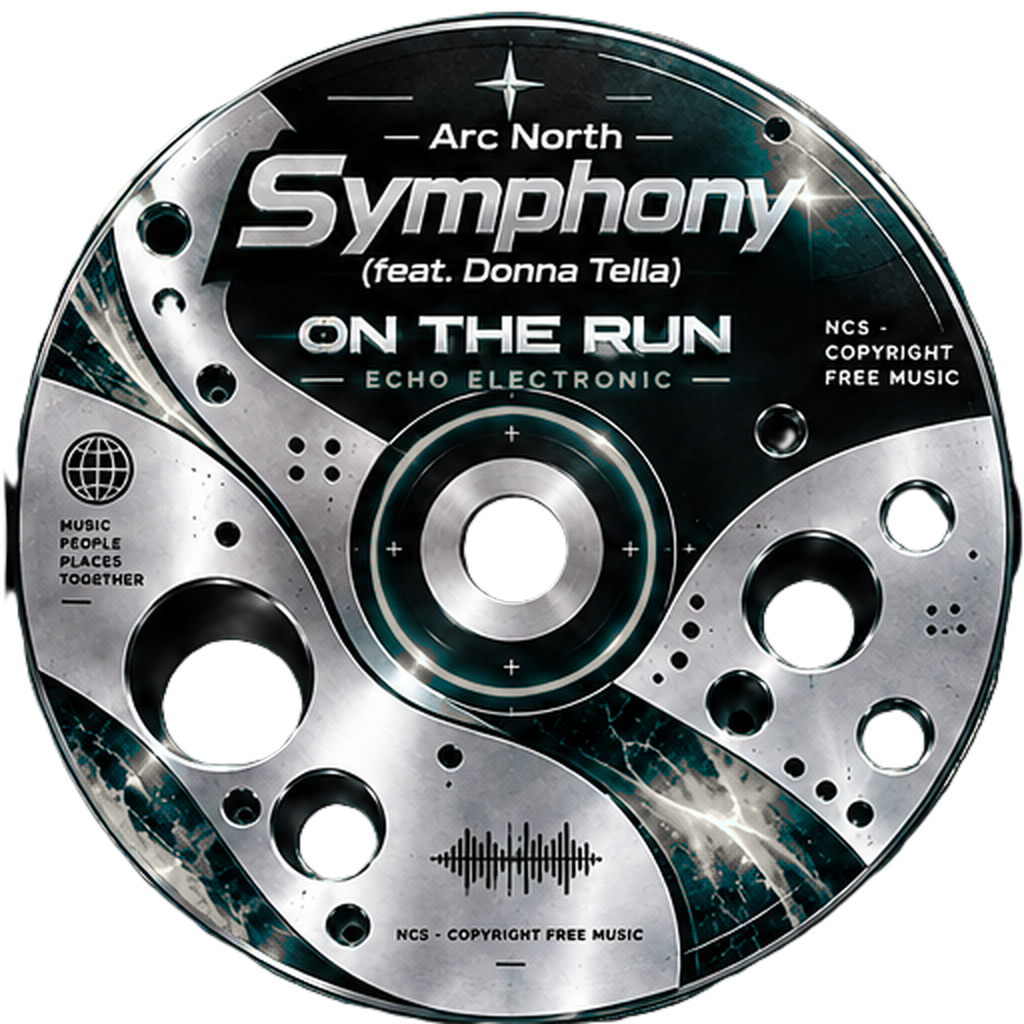 Arc North
Symphony
(feat. Donna Tella)
ON THE RUN
ECHO ELECTRONIC
NCS -
COPYRIGHT
FREE MUSIC
MUSIC
PEOPLE
PLACES
TOGETHER
NCS - COPYRIGHT FREE MUSIC